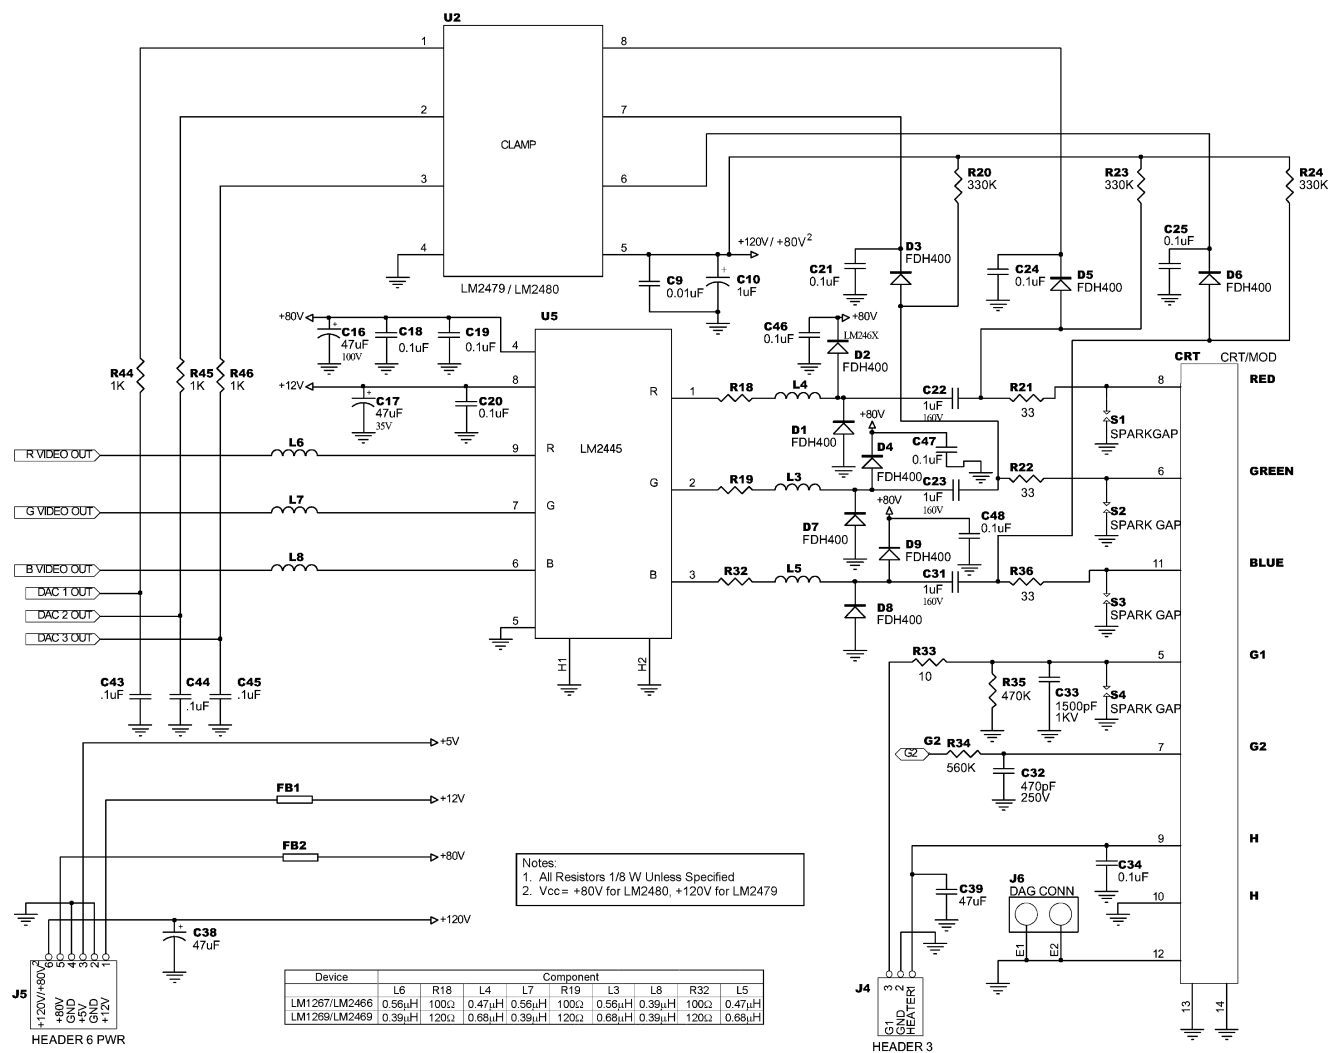 U2
1
8
2
7
CLAMP
3
6
4
5
LM2479 / LM2480
+120V / +80V2
R20
330K
R23
330K
R24
330K
C25
0.1uF
D3
FDH400
C21
0.1uF
C24
0.1uF
D5
FDH400
D6
FDH400
C9
0.01uF
+
C10
1uF
U5
+80V
+
C16
47uF
100V
C18
0.1uF
C19
0.1uF
4
+12V
8
+
C17
47uF
35V
C20
0.1uF
R44
1K
R45
1K
R46
1K
C46
0.1uF
+80V
LM246X
D2
FDH400
CRT
CRT/MOD
R
1
R18
L4
C22
1uF
160V
R21
33
8
RED
S1
SPARKGAP
D1
FDH400
+80V
D4
FDH400
C47
0.1uF
R VIDEO OUT
L6
9
R
LM2445
G
2
R19
L3
C23
1uF
160V
R22
33
6
GREEN
S2
SPARK GAP
G VIDEO OUT
L7
7
G
D7
FDH400
+80V
D9
FDH400
C48
0.1uF
B VIDEO OUT
L8
6
B
B
3
R32
L5
C31
1uF
160V
R36
33
11
BLUE
S3
SPARK GAP
D8
FDH400
DAC 1 OUT
DAC 2 OUT
DAC 3 OUT
5
H1
H2
C43
.1uF
C44
.1uF
C45
.1uF
R33
10
5
G1
R35
470K
C33
1500pF
1KV
S4
SPARK GAP
+5V
G2
G2
R34
560K
7
G2
C32
470pF
250V
FB1
+12V
FB2
+80V
9
H
C34
0.1uF
Notes:
1. All Resistors 1/8 W Unless Specified
2. Vcc = +80V for LM2480, +120V for LM2479
C39
47uF
J6
DAG CONN
10
H
E1
E2
12
+120V
+
C38
47uF
J5
6
5
4
3
2
1
+120V/+80V2
+80V
GND
+5V
GND
+12V
HEADER 6 PWR
Device Component
L6 R18 L4 L7 R19 L3 L8 R32 L5
LM1267/LM2466 0.56µH 100Ω 0.47µH 0.56µH 100Ω 0.56µH 0.39µH 100Ω 0.47µH
LM1269/LM2469 0.39µH 120Ω 0.68µH 0.39µH 120Ω 0.68µH 0.39µH 120Ω 0.68µH
J4
3
2
1
G1
GND
HEATER
HEADER 3
13
14